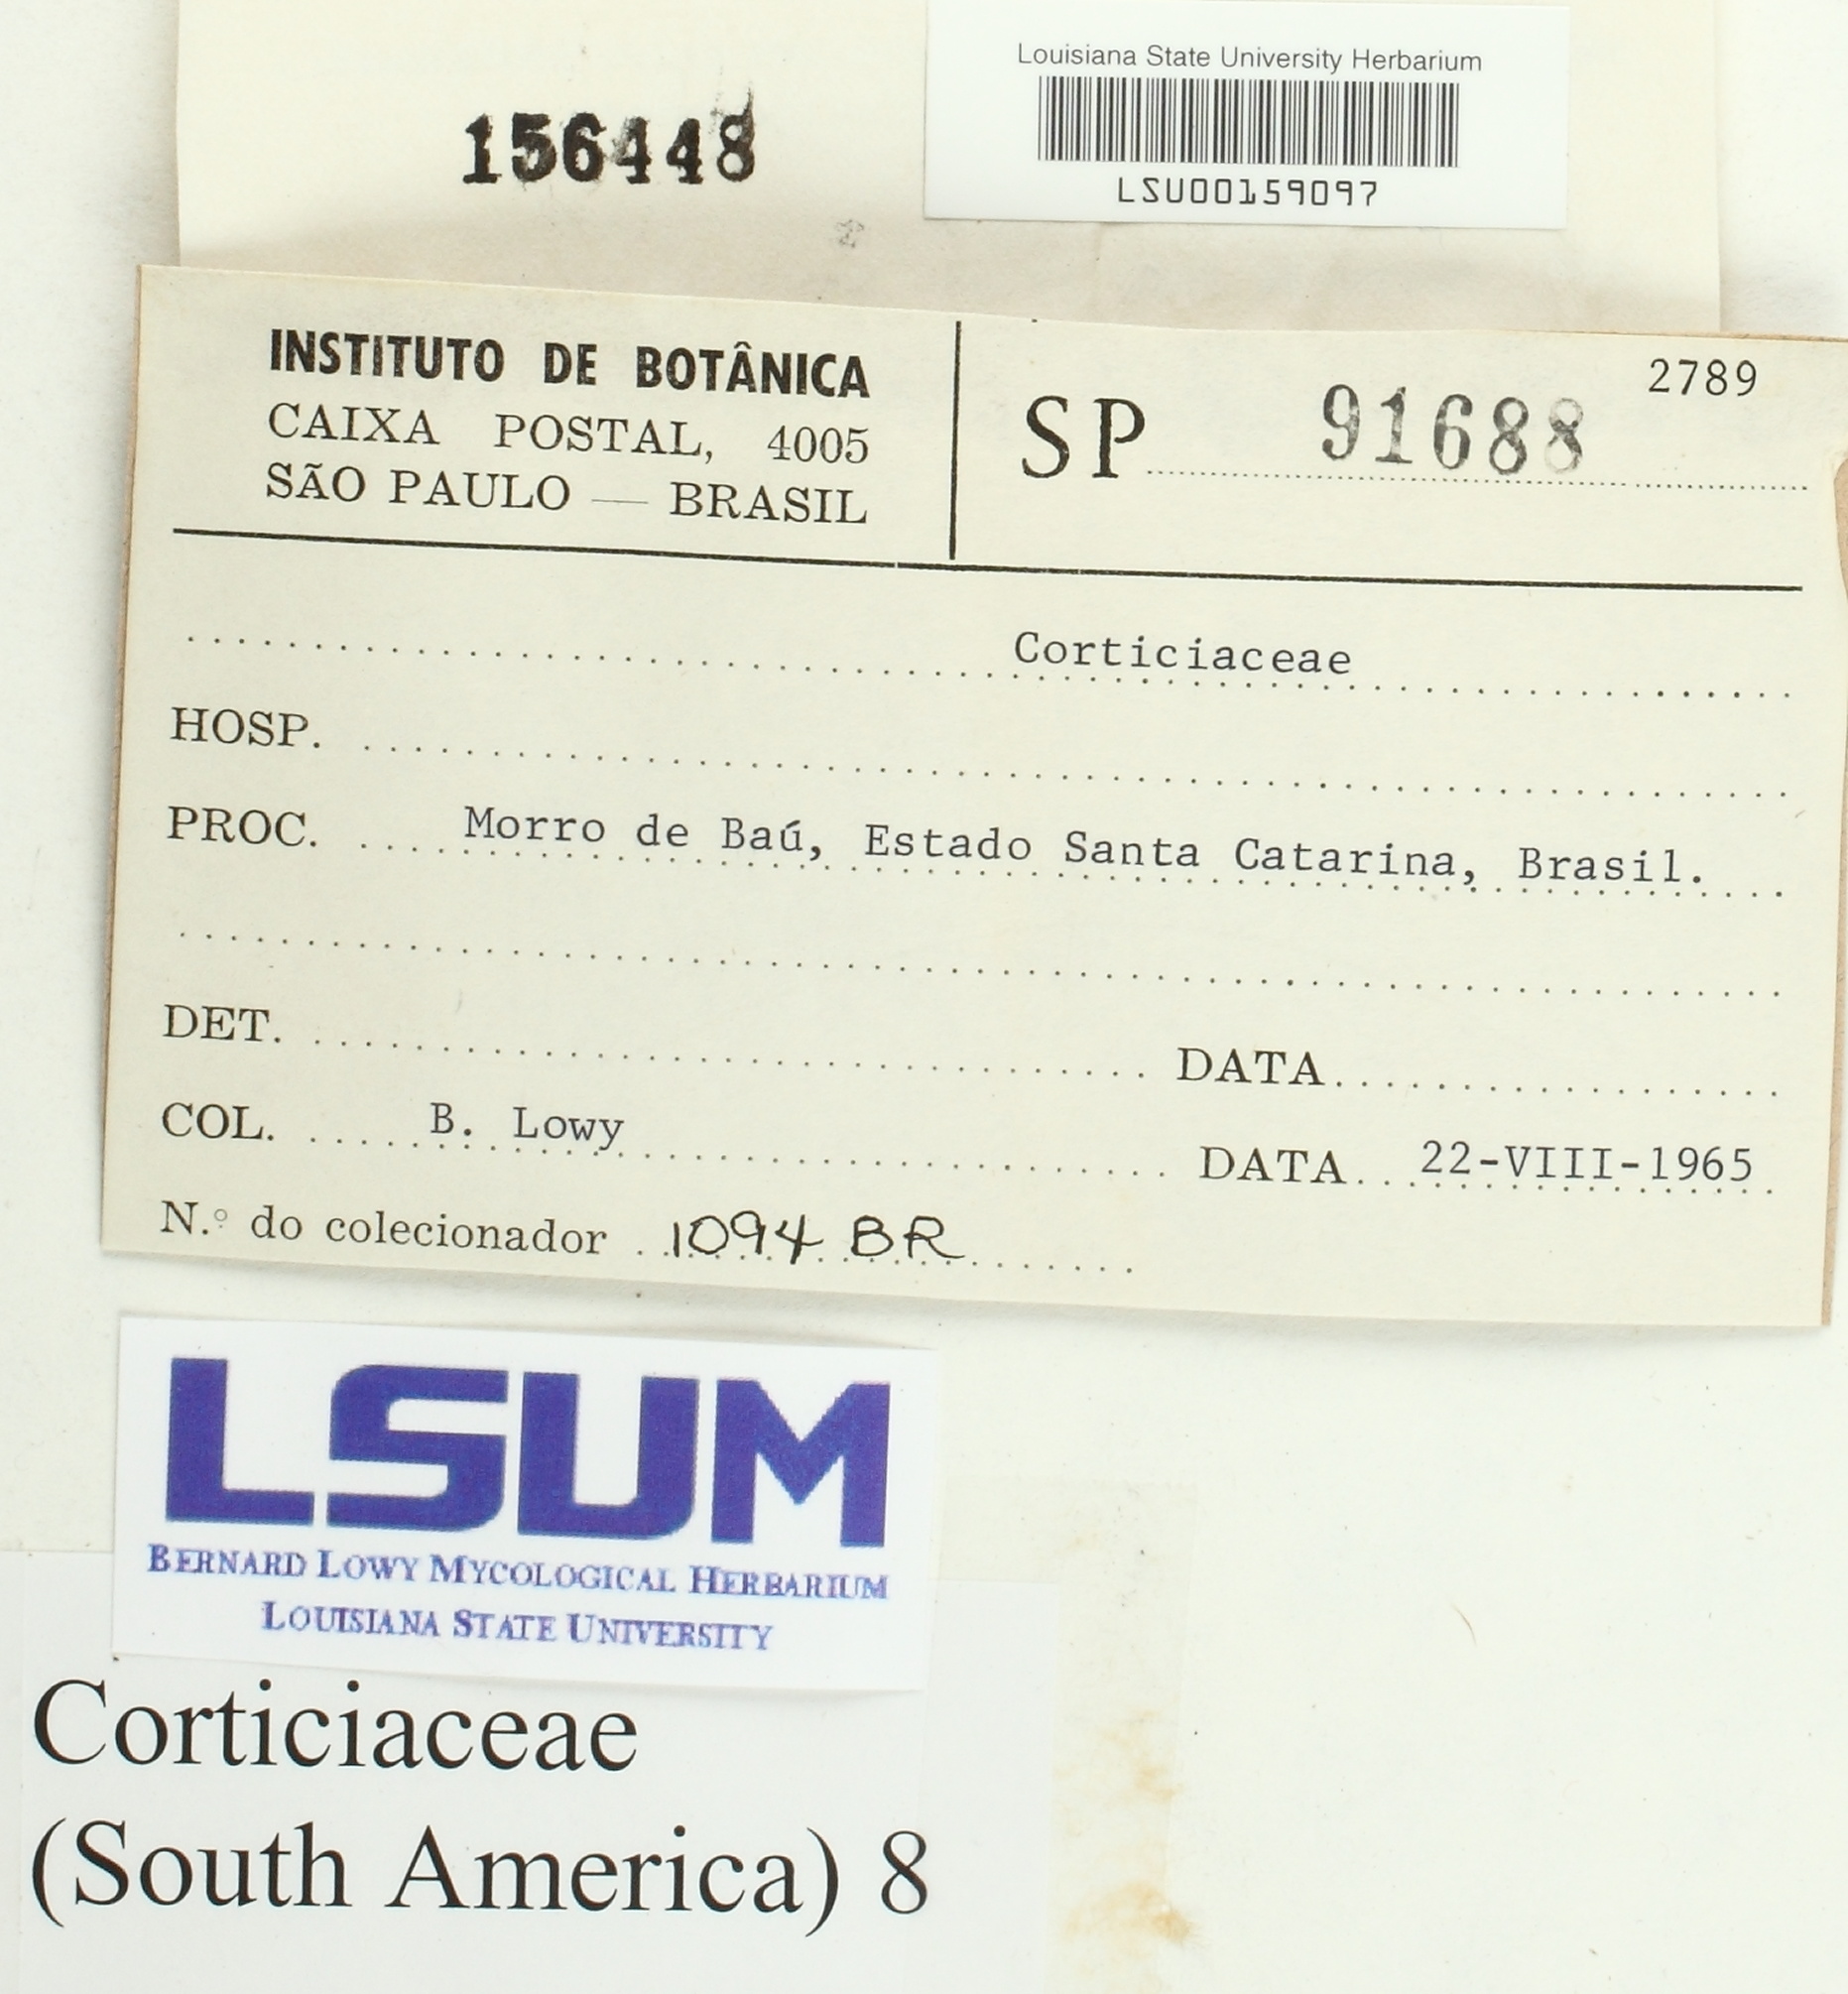 Louisiana State University Herbarium
156448
LSU00159097
INSTITUTO DE BOTÂNICA
CAIXA POSTAL, 4005
SÃO PAULO — BRASIL
2789
SP 91688
Corticiaceae
HOSP.
PROC. Morro de Baú, Estado Santa Catarina, Brasil.
DET. DATA
COL. B. Lowy DATA 22-VIII-1965
N.º do colecionador 1094 BR
LSUM
BERNARD LOWY MYCOLOGICAL HERBARIUM
LOUISIANA STATE UNIVERSITY
Corticiaceae
(South America) 8